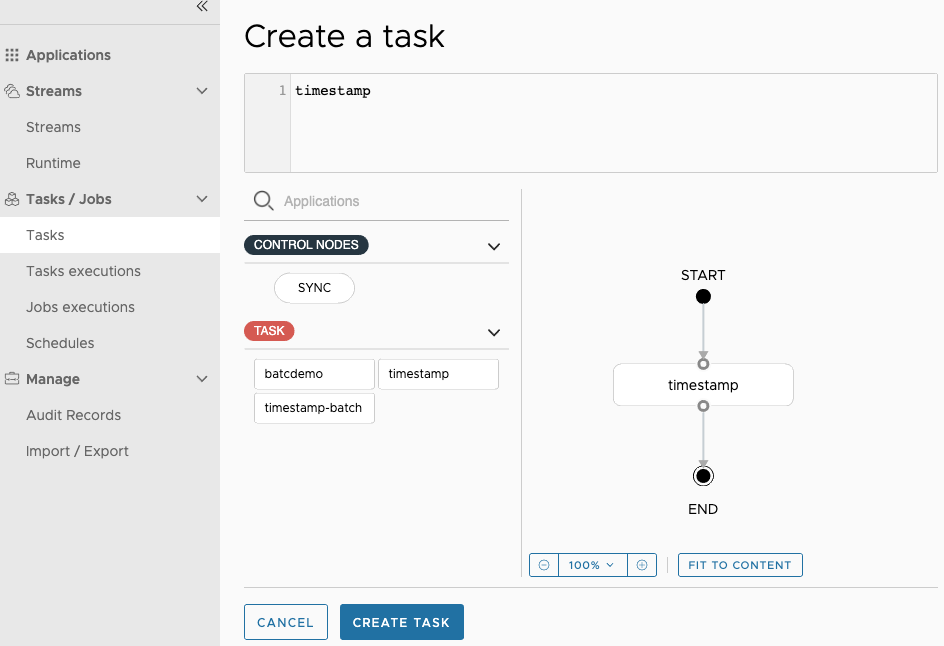 Applications
Streams
Streams
Runtime
Tasks / Jobs
Tasks
Tasks executions
Jobs executions
Schedules
Manage
Audit Records
Import / Export
Create a task
1 timestamp
Applications
CONTROL NODES
SYNC
TASK
batcdemo timestamp
timestamp-batch
START
timestamp
END
100% FIT TO CONTENT
CANCEL CREATE TASK